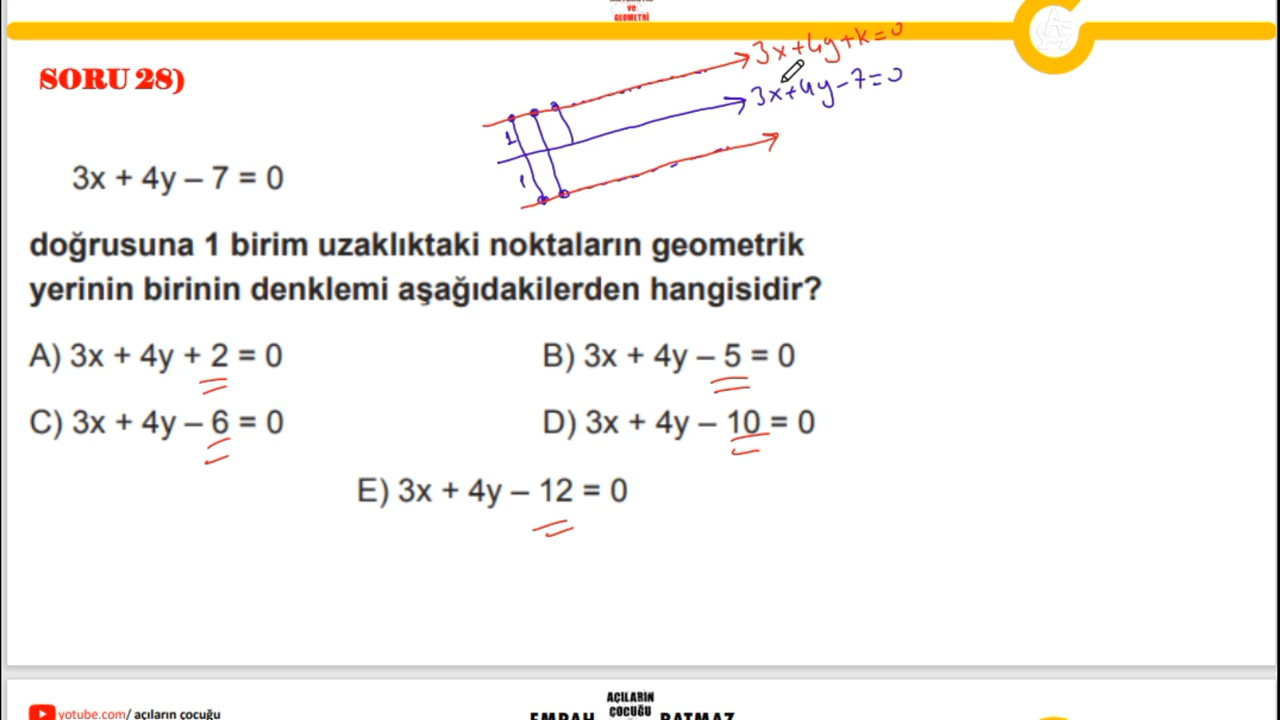 ve
GEOMETRİ
SORU 28)
3x+4y+k=0
3x+4y-7=0
1
1
3x + 4y – 7 = 0
doğrusuna 1 birim uzaklıktaki noktaların geometrik
yerinin birinin denklemi aşağıdakilerden hangisidir?
A) 3x + 4y + 2 = 0
B) 3x + 4y – 5 = 0
C) 3x + 4y – 6 = 0
D) 3x + 4y – 10 = 0
E) 3x + 4y – 12 = 0
yotube.com/ açıların çocuğu
AÇILARIN
ÇOCUĞU
EMRAH BATMAZ